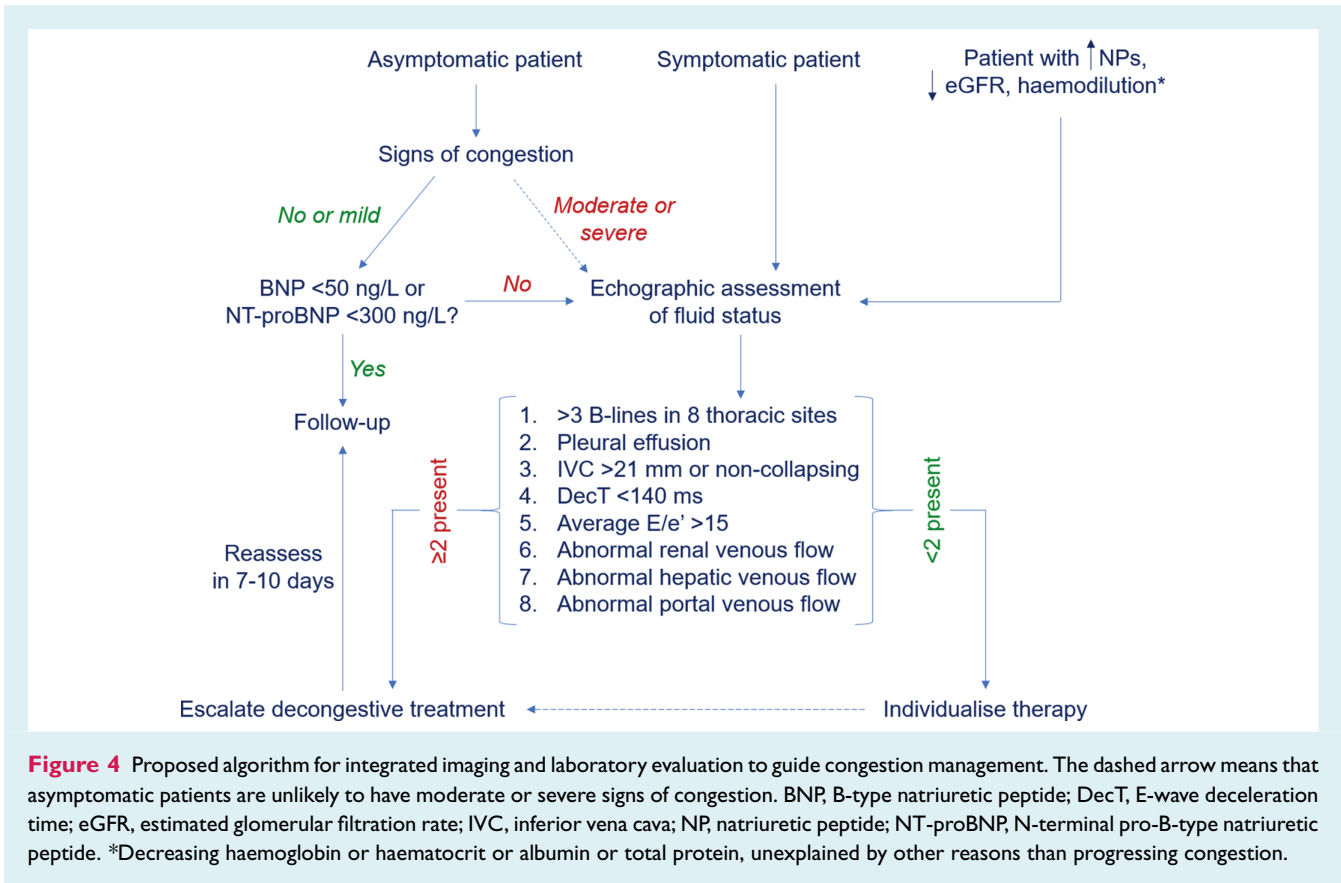 Asymptomatic patient
Symptomatic patient
Patient with ↑NPs,
↓ eGFR, haemodilution*
Signs of congestion
No or mild
Moderate or
severe
BNP <50 ng/L or
NT-proBNP <300 ng/L?
No
Echographic assessment
of fluid status
Yes
Follow-up
1. >3 B-lines in 8 thoracic sites
2. Pleural effusion
3. IVC >21 mm or non-collapsing
4. DecT <140 ms
5. Average E/e' >15
6. Abnormal renal venous flow
7. Abnormal hepatic venous flow
8. Abnormal portal venous flow
≥2 present
<2 present
Reassess
in 7-10 days
Escalate decongestive treatment
Individualise therapy
Figure 4 Proposed algorithm for integrated imaging and laboratory evaluation to guide congestion management. The dashed arrow means that
asymptomatic patients are unlikely to have moderate or severe signs of congestion. BNP, B-type natriuretic peptide; DecT, E-wave deceleration
time; eGFR, estimated glomerular filtration rate; IVC, inferior vena cava; NP, natriuretic peptide; NT-proBNP, N-terminal pro-B-type natriuretic
peptide. *Decreasing haemoglobin or haematocrit or albumin or total protein, unexplained by other reasons than progressing congestion.